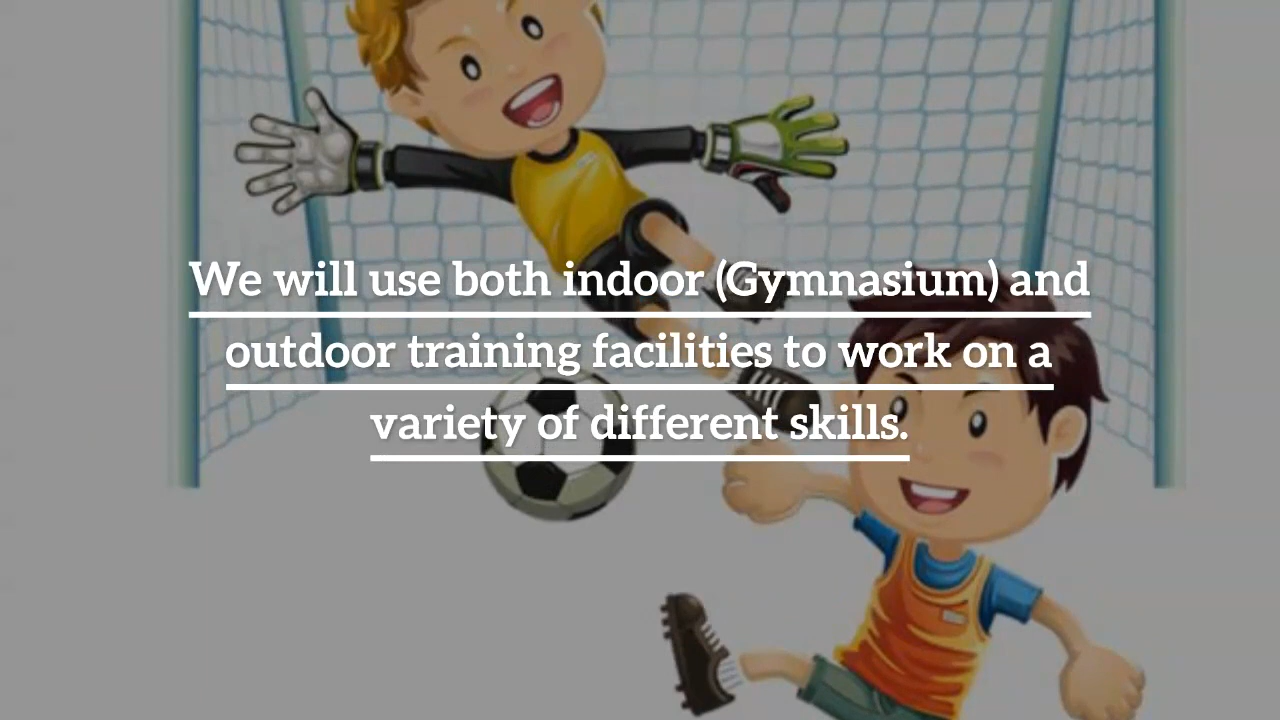 We will use both indoor (Gymnasium) and
outdoor training facilities to work on a
variety of different skills.